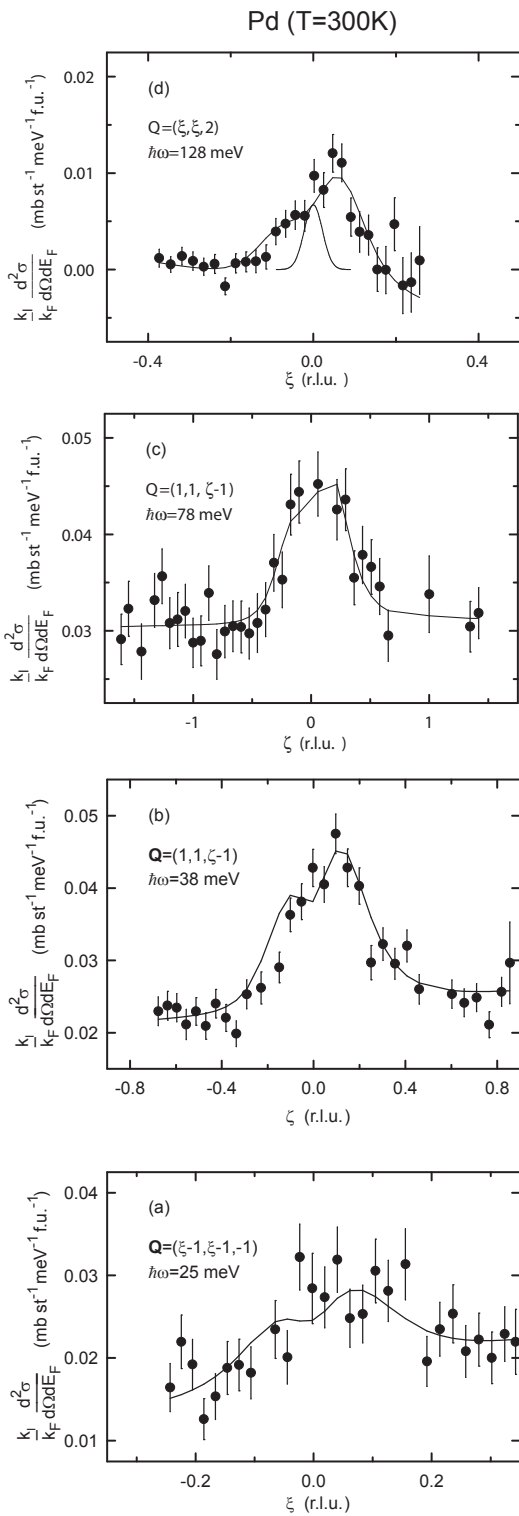 Pd (T=300K)
(d)
Q=(ξ,ξ,2)
ħω=128 meV
0.02
0.01
0.00
-0.4
0.0
0.4
ξ (r.l.u.)
k_I/k_F d²σ/dΩdE_F (mb st⁻¹ meV⁻¹ f.u.⁻¹)
(c)
Q=(1,1, ζ-1)
ħω=78 meV
0.05
0.04
0.03
-1
0
1
ζ (r.l.u.)
k_I/k_F d²σ/dΩdE_F (mb st⁻¹ meV⁻¹ f.u.⁻¹)
(b)
Q=(1,1,ζ-1)
ħω=38 meV
0.05
0.04
0.03
0.02
-0.8
-0.4
0.0
0.4
0.8
ζ (r.l.u.)
k_I/k_F d²σ/dΩdE_F (mb st⁻¹ meV⁻¹ f.u.⁻¹)
(a)
Q=(ξ-1,ξ-1,-1)
ħω=25 meV
0.04
0.03
0.02
0.01
-0.2
0.0
0.2
ξ (r.l.u.)
k_I/k_F d²σ/dΩdE_F (mb st⁻¹ meV⁻¹ f.u.⁻¹)